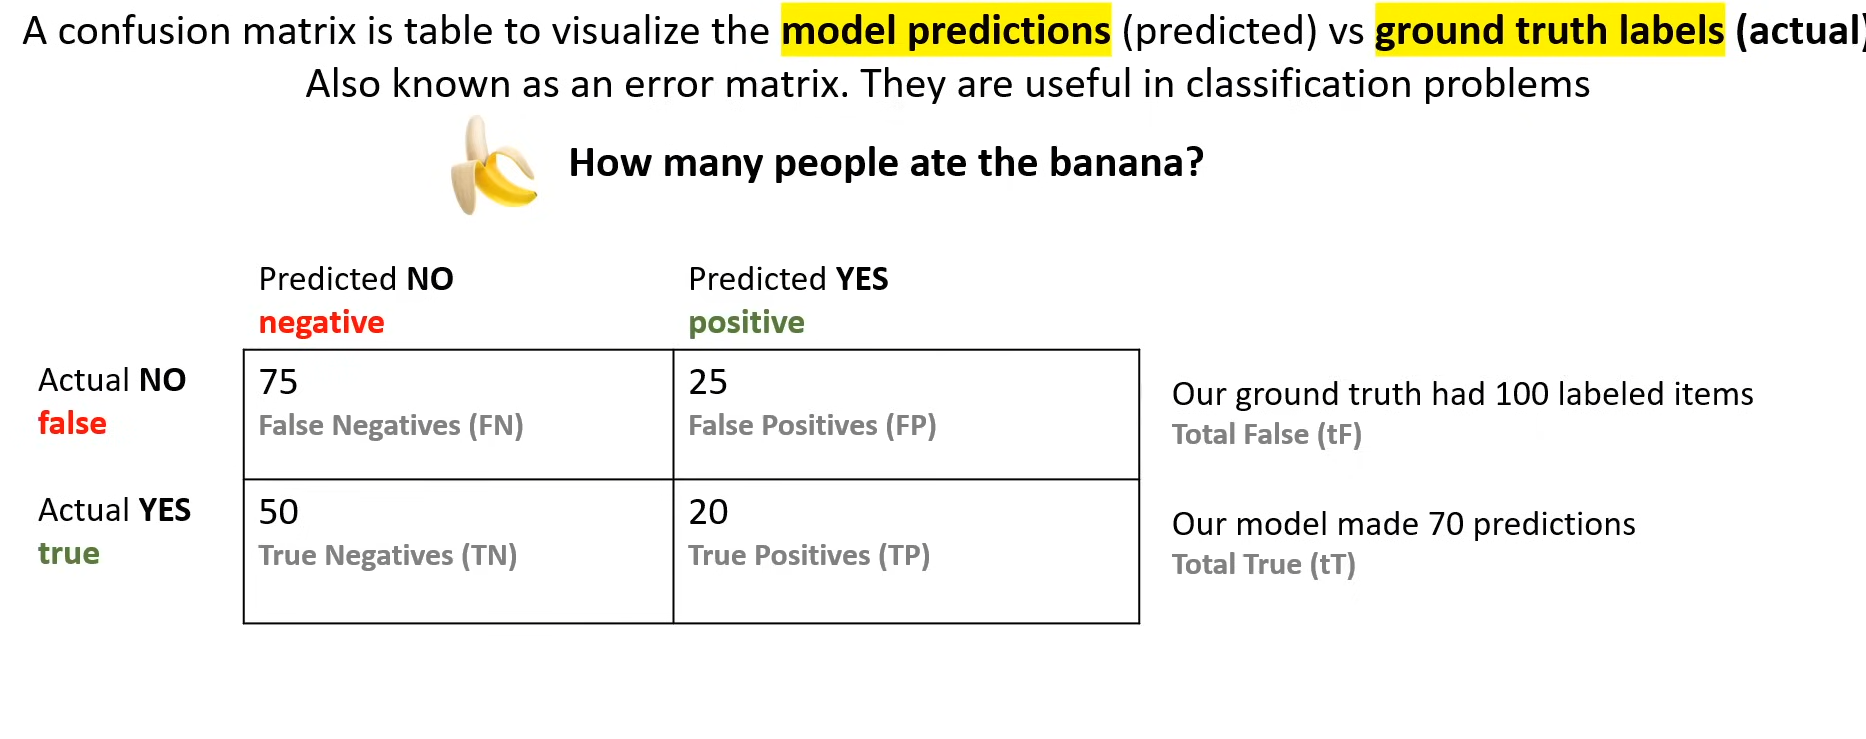 A confusion matrix is table to visualize the model predictions (predicted) vs ground truth labels (actual)
Also known as an error matrix. They are useful in classification problems
How many people ate the banana?
Predicted NO
negative
Predicted YES
positive
Actual NO
false
75
False Negatives (FN)
25
False Positives (FP)
Our ground truth had 100 labeled items
Total False (tF)
Actual YES
true
50
True Negatives (TN)
20
True Positives (TP)
Our model made 70 predictions
Total True (tT)